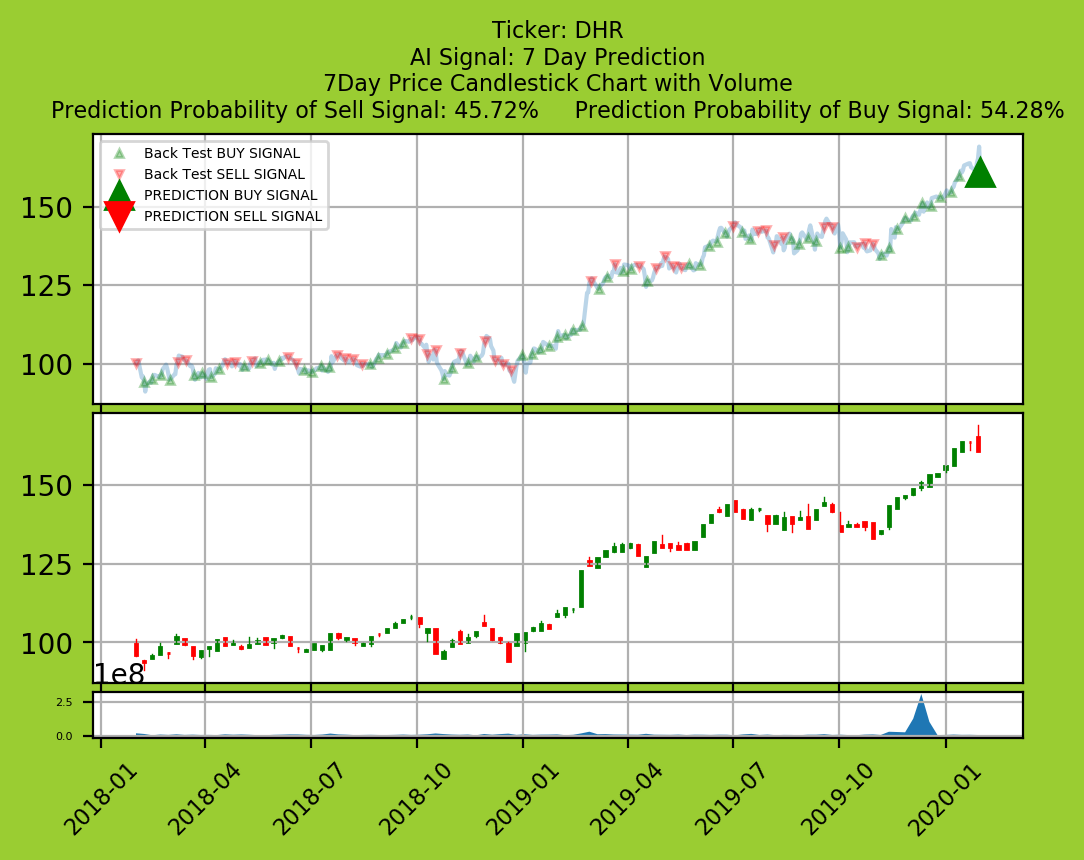 Ticker: DHR
AI Signal: 7 Day Prediction
7Day Price Candlestick Chart with Volume
Prediction Probability of Sell Signal: 45.72%     Prediction Probability of Buy Signal: 54.28%
Back Test BUY SIGNAL
Back Test SELL SIGNAL
PREDICTION BUY SIGNAL
PREDICTION SELL SIGNAL
150
125
100
150
125
100
1e8
2.5
0.0
2018-01
2018-04
2018-07
2018-10
2019-01
2019-04
2019-07
2019-10
2020-01